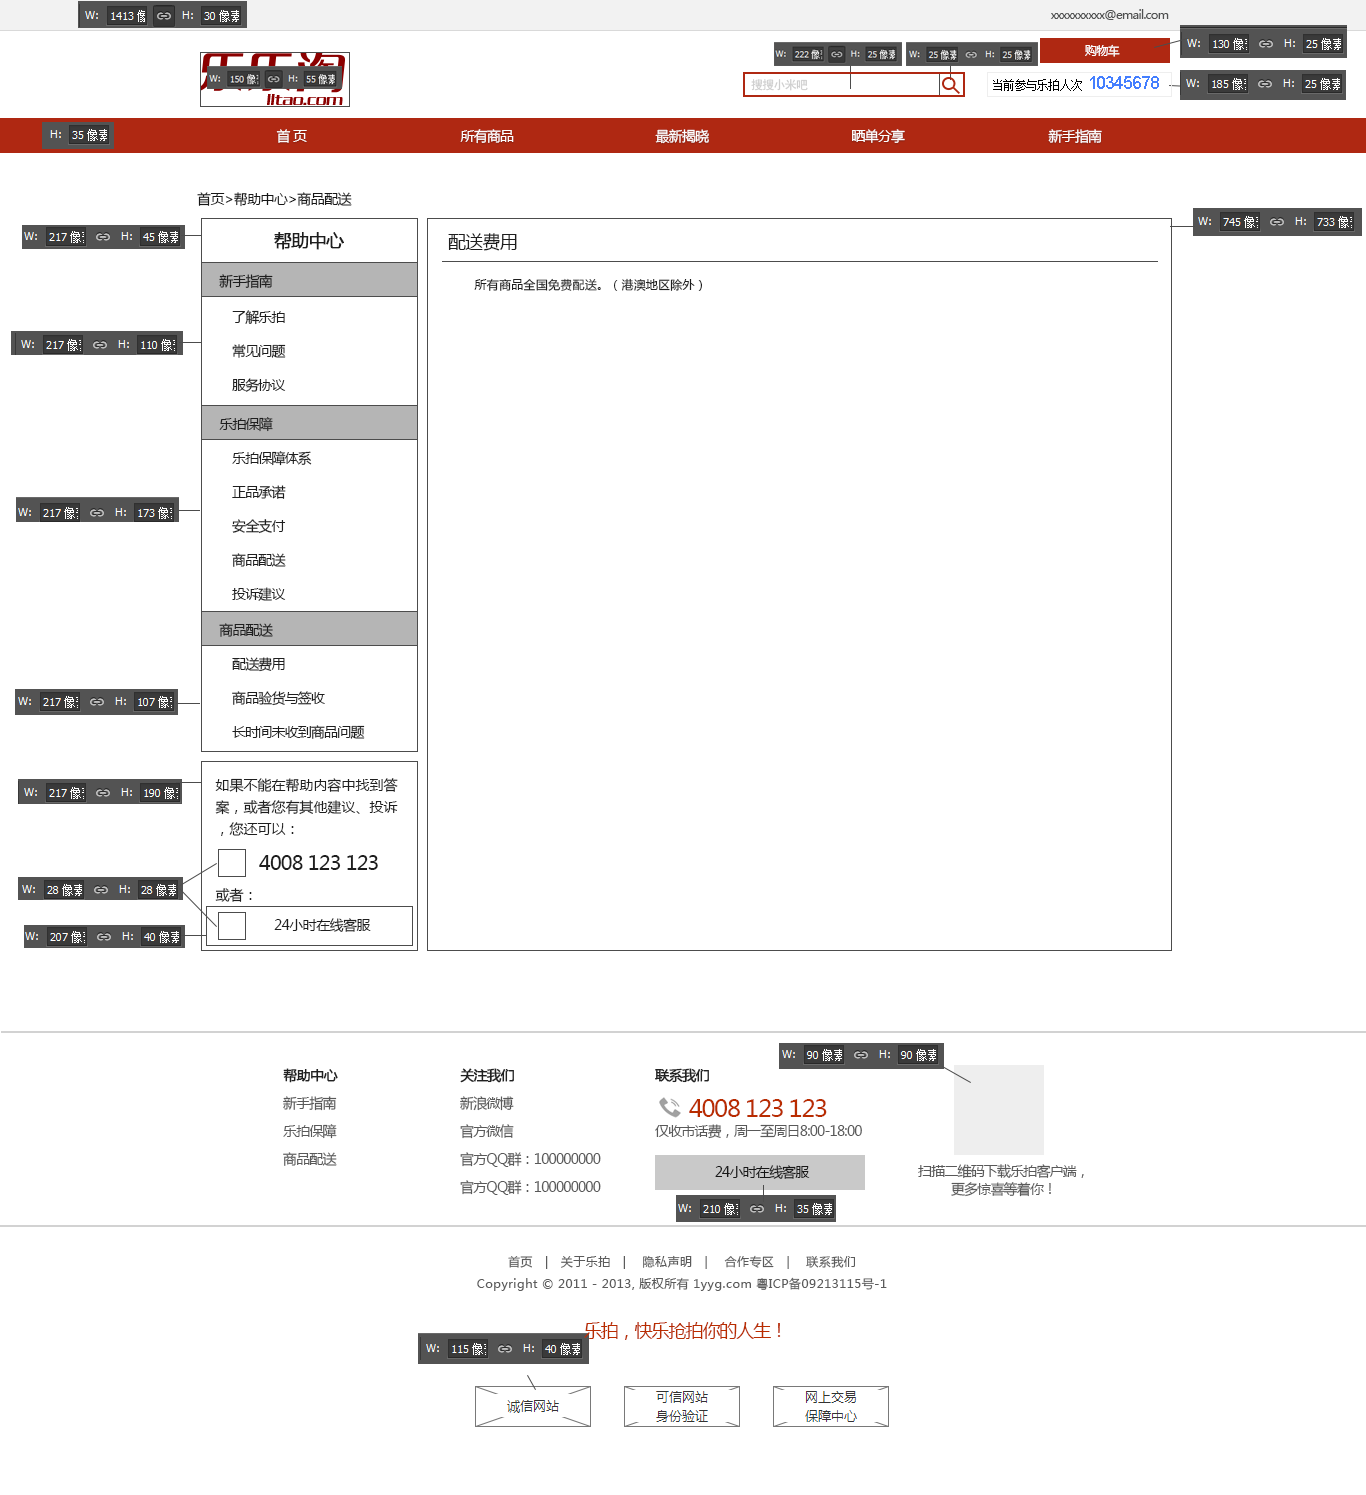 W: 1413 像 H: 30 像素
xxxxxxxxxx@email.com
乐乐淘
lltao.com
W: 150 像 H: 55 像素
W: 222 像 H: 25 像素
W: 25 像素 H: 25 像素
购物车
W: 130 像 H: 25 像素
搜搜小米吧
当前参与乐拍人次 10345678
W: 185 像 H: 25 像素
H: 35 像素
首 页 所有商品 最新揭晓 晒单分享 新手指南
首页>帮助中心>商品配送
W: 745 像 H: 733 像
W: 217 像 H: 45 像素
帮助中心
配送费用
新手指南
所有商品全国免费配送。（港澳地区除外）
了解乐拍
W: 217 像 H: 110 像
常见问题
服务协议
乐拍保障
乐拍保障体系
正品承诺
W: 217 像 H: 173 像
安全支付
商品配送
投诉建议
商品配送
配送费用
W: 217 像 H: 107 像
商品验货与签收
长时间未收到商品问题
W: 217 像 H: 190 像
如果不能在帮助内容中找到答
案，或者您有其他建议、投诉
，您还可以：
4008 123 123
W: 28 像素 H: 28 像素
或者：
24小时在线客服
W: 207 像 H: 40 像素
W: 90 像素 H: 90 像素
帮助中心 关注我们 联系我们
新手指南 新浪微博 4008 123 123
乐拍保障 官方微信 仅收市话费，周一至周日8:00-18:00
商品配送 官方QQ群：100000000
官方QQ群：100000000
24小时在线客服
W: 210 像 H: 35 像素
扫描二维码下载乐拍客户端，
更多惊喜等着你！
首页 | 关于乐拍 | 隐私声明 | 合作专区 | 联系我们
Copyright © 2011 - 2013, 版权所有 1yyg.com 粤ICP备09213115号-1
乐拍，快乐抢拍你的人生！
W: 115 像 H: 40 像素
诚信网站
可信网站
身份验证
网上交易
保障中心